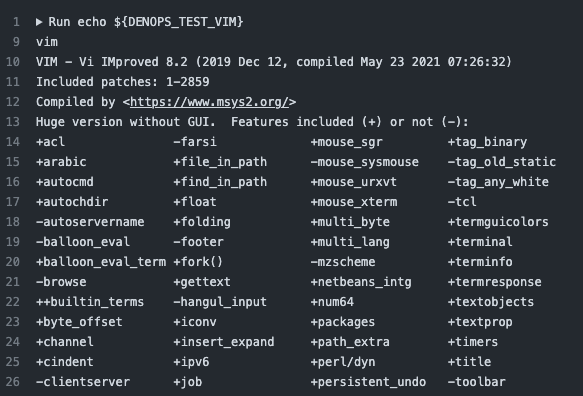 1 ▶ Run echo ${DENOPS_TEST_VIM}
9 vim
10 VIM - Vi IMproved 8.2 (2019 Dec 12, compiled May 23 2021 07:26:32)
11 Included patches: 1-2859
12 Compiled by <https://www.msys2.org/>
13 Huge version without GUI.  Features included (+) or not (-):
14 +acl               -farsi             +mouse_sgr         +tag_binary
15 +arabic            +file_in_path      -mouse_sysmouse    -tag_old_static
16 +autocmd           +find_in_path      +mouse_urxvt       -tag_any_white
17 +autochdir         +float             +mouse_xterm       -tcl
18 -autoservername    +folding           +multi_byte        +termguicolors
19 -balloon_eval      -footer            +multi_lang        +terminal
20 +balloon_eval_term +fork()            -mzscheme          +terminfo
21 -browse            +gettext           +netbeans_intg     +termresponse
22 ++builtin_terms    -hangul_input      +num64             +textobjects
23 +byte_offset       +iconv             +packages          +textprop
24 +channel           +insert_expand     +path_extra        +timers
25 +cindent           +ipv6              +perl/dyn          +title
26 -clientserver      +job               +persistent_undo   -toolbar